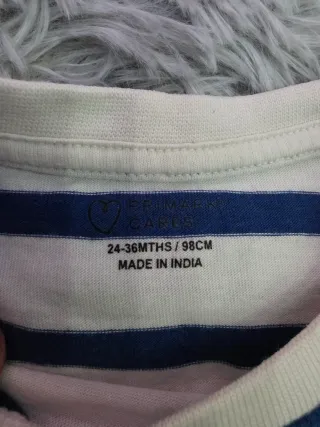 PRIMARK
CARES
24-36MTHS / 98CM
MADE IN INDIA